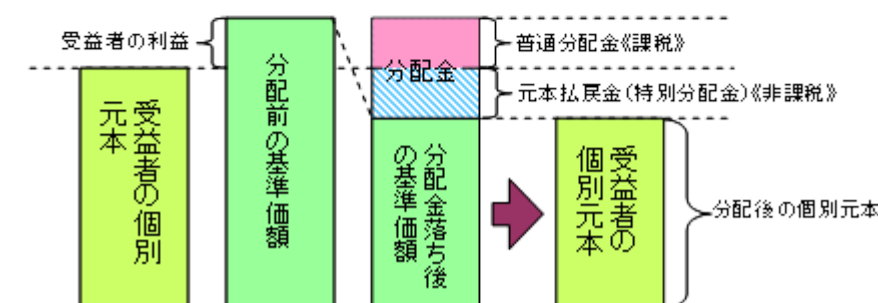 受益者の利益
受益者の個別
元本
分配前の基準価額
分配金
分配金落ち後
の基準価額
普通分配金《課税》
元本払戻金(特別分配金)《非課税》
受益者の
個別元本
分配後の個別元本